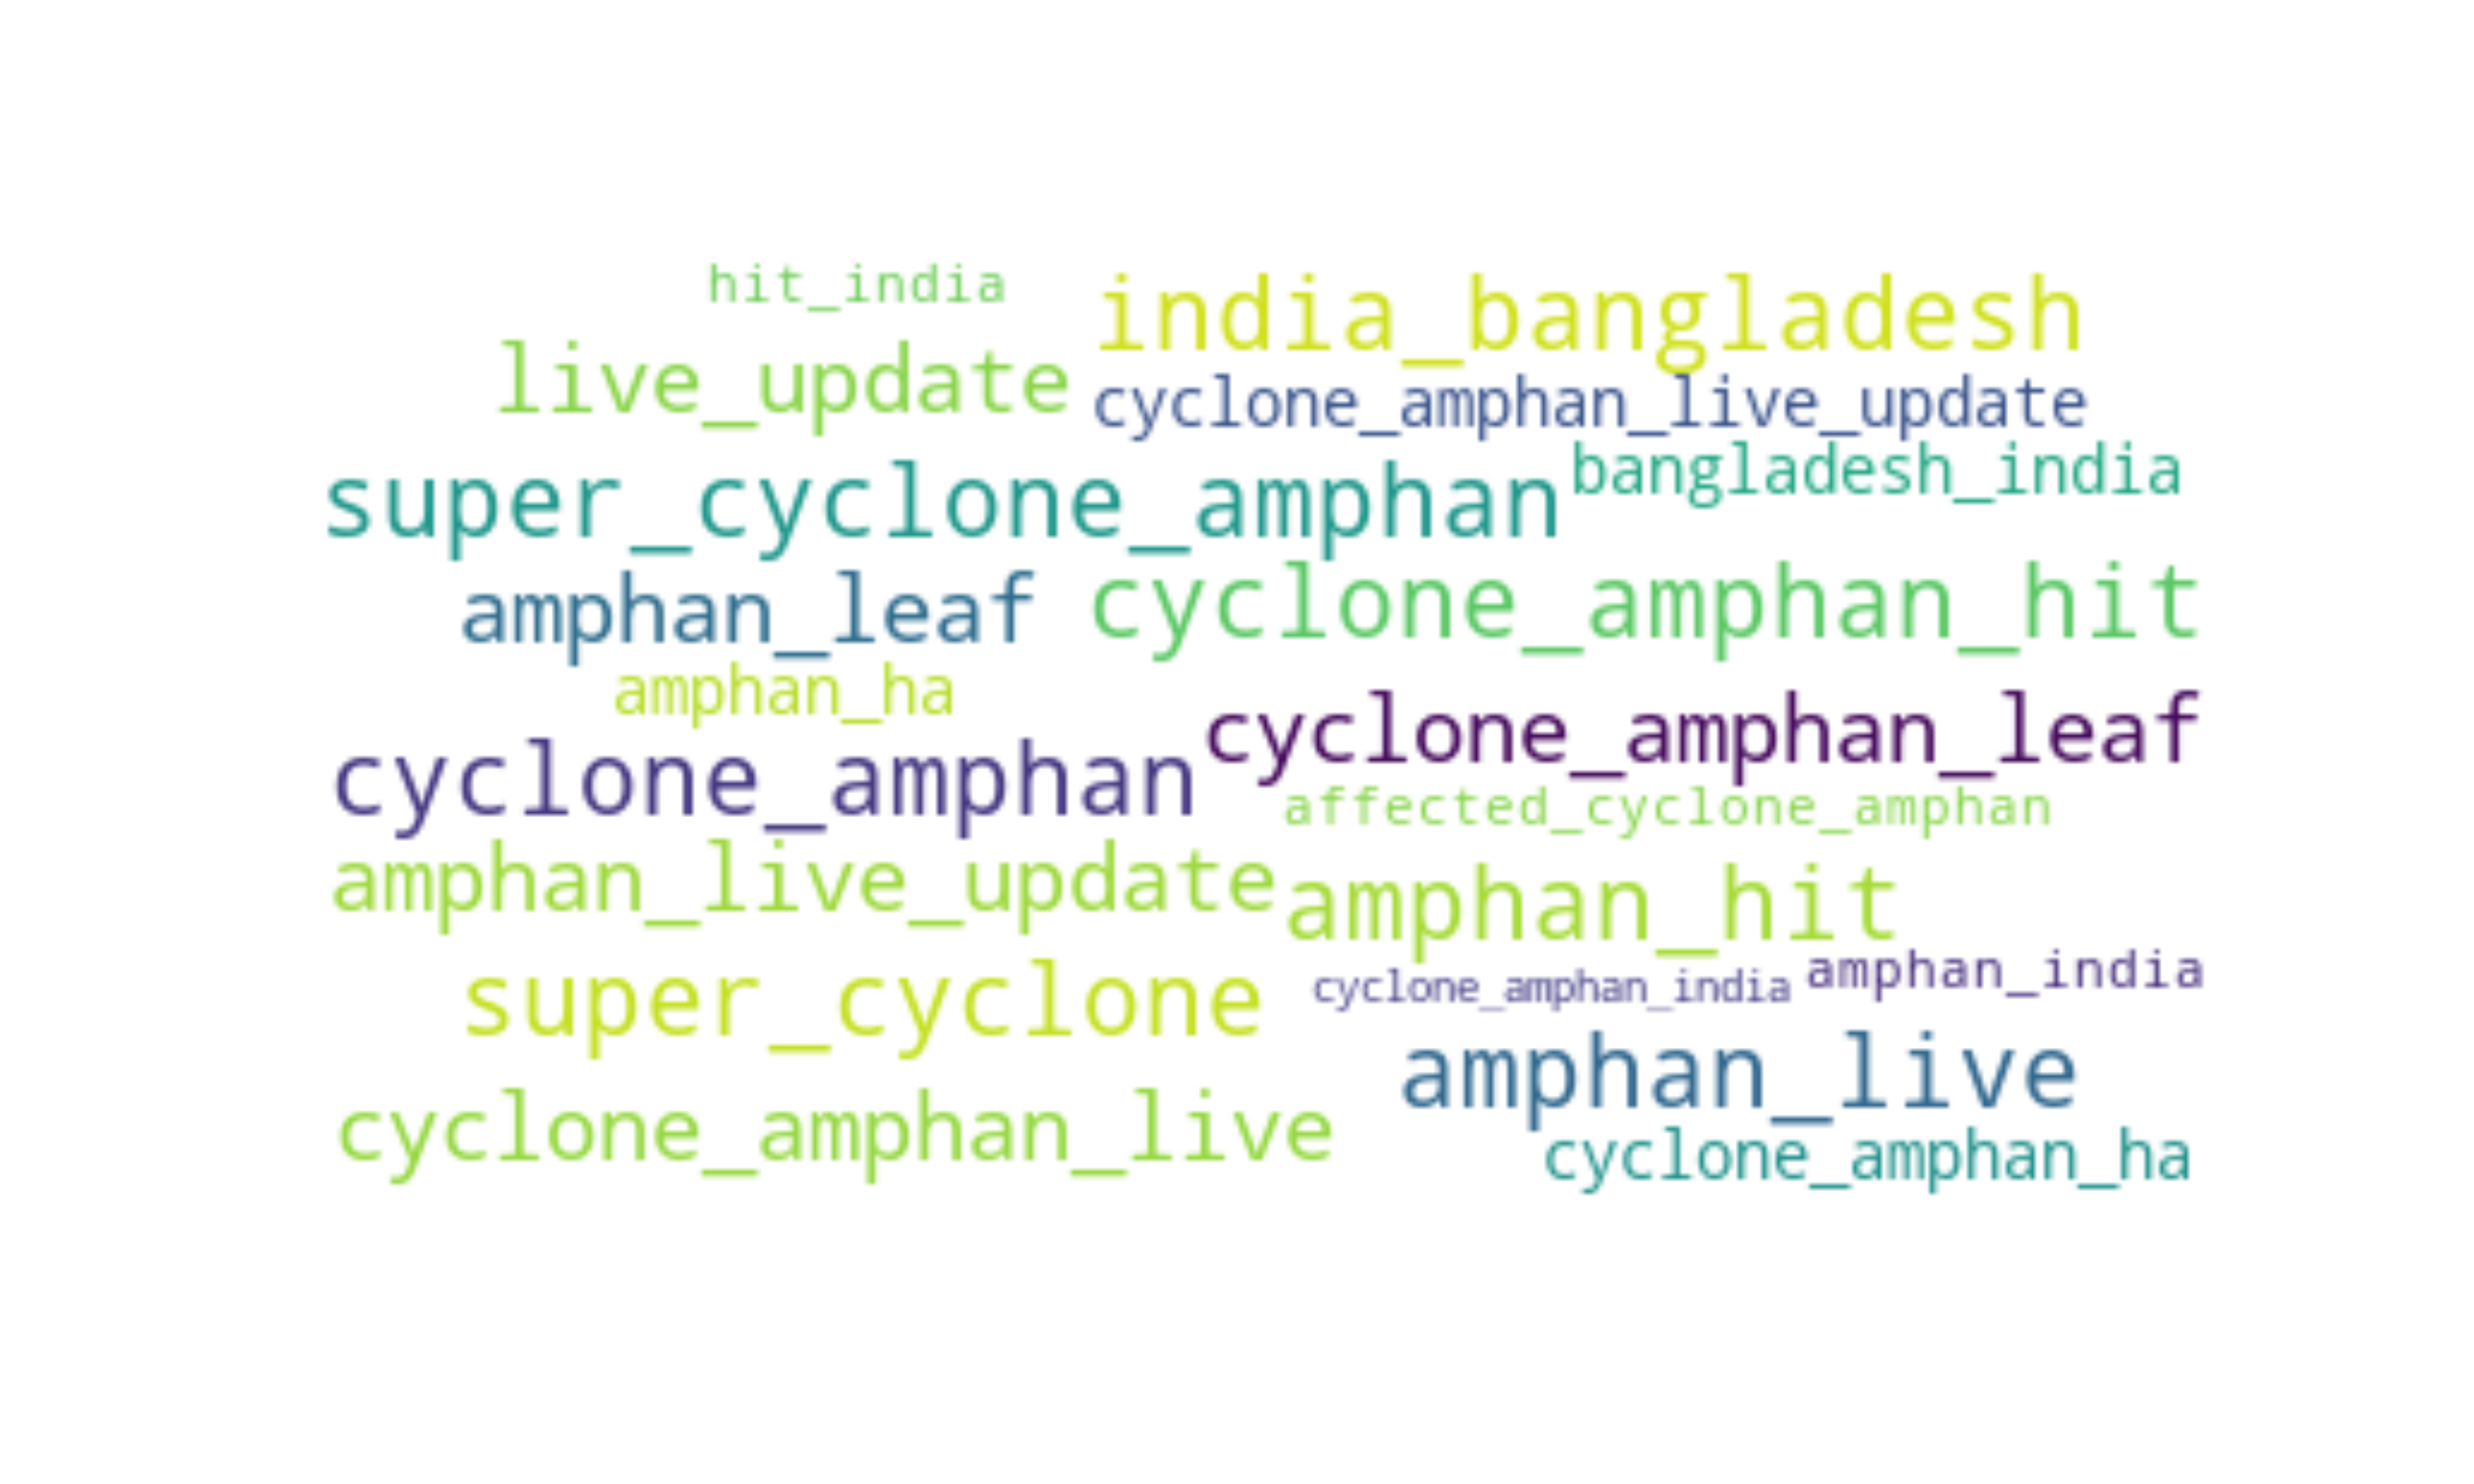 hit_india
india_bangladesh
live_update
cyclone_amphan_live_update
bangladesh_india
super_cyclone_amphan
amphan_leaf
cyclone_amphan_hit
amphan_ha
cyclone_amphan_leaf
cyclone_amphan
affected_cyclone_amphan
amphan_live_update
amphan_hit
amphan_india
cyclone_amphan_india
super_cyclone
amphan_live
cyclone_amphan_live
cyclone_amphan_ha